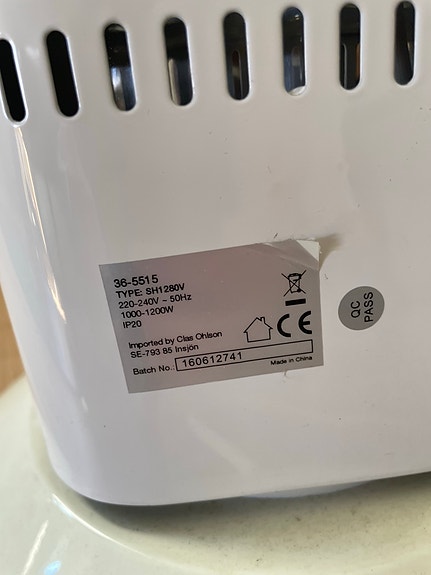 36-5515
TYPE: SH1280V
220-240V ~ 50Hz
1000-1200W
IP20
Imported by Clas Ohlson
SE-793 85 Insjön
Batch No.: 160612741
Made in China
CE
QC
PASS